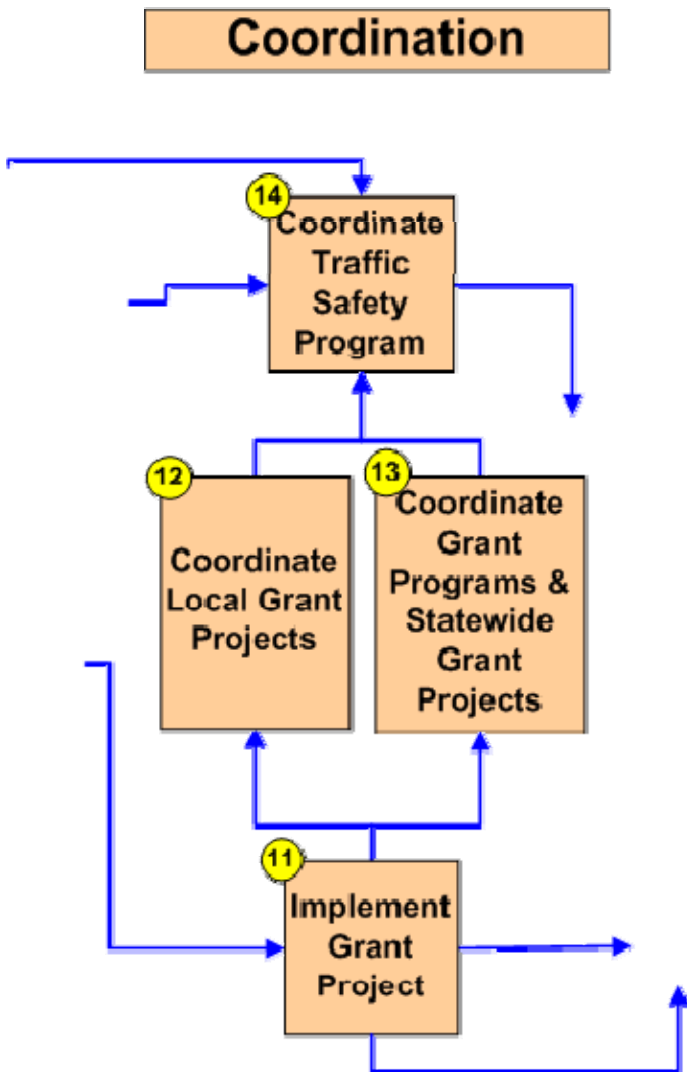 Coordination
14
Coordinate
Traffic
Safety
Program
12
Coordinate
Local Grant
Projects
13
Coordinate
Grant
Programs &
Statewide
Grant
Projects
11
Implement
Grant
Project